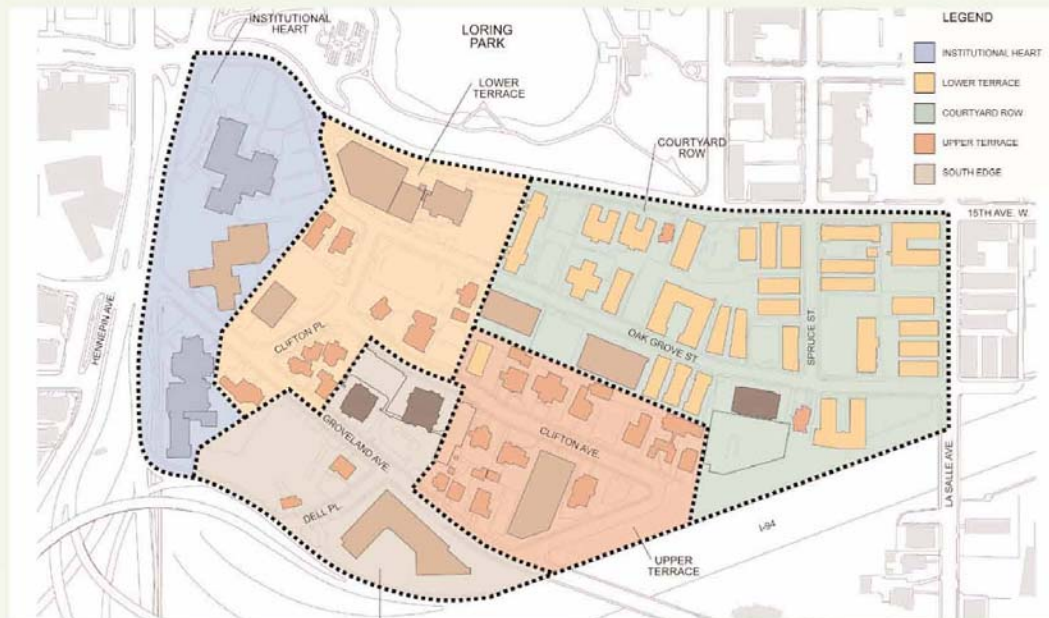 INSTITUTIONAL
HEART
LORING
PARK
LOWER
TERRACE
COURTYARD
ROW
LEGEND
INSTITUTIONAL HEART
LOWER TERRACE
COURTYARD ROW
UPPER TERRACE
SOUTH EDGE
15TH AVE. W.
HENNEPIN AVE.
CLIFTON PL.
OAK GROVE ST.
SPRUCE ST.
GROVELAND AVE.
CLIFTON AVE.
DELL PL.
LA SALLE AVE.
I-94
UPPER
TERRACE